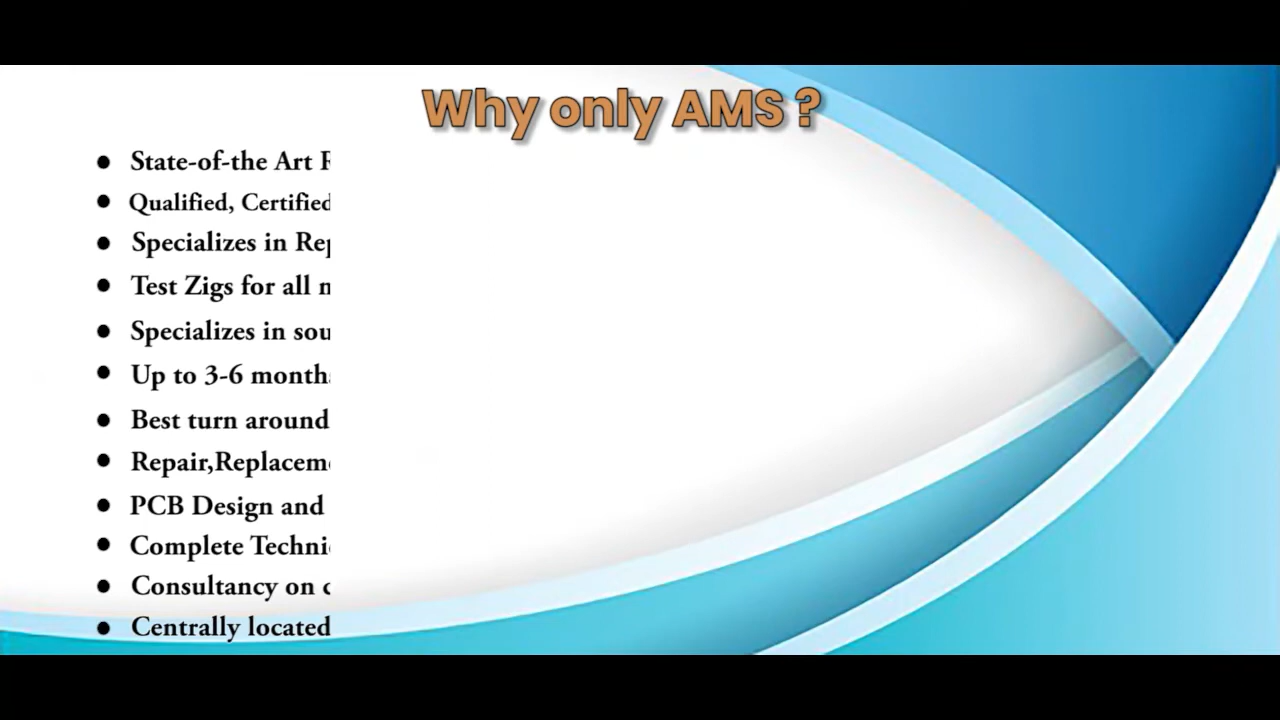 Why only AMS ?
State-of-the Art
Qualified, Certified
Specializes in
Test Zigs for all
Specializes in
Up to 3-6
Best turn around
PCB Design and
Complete
Consultancy on
Centrally located